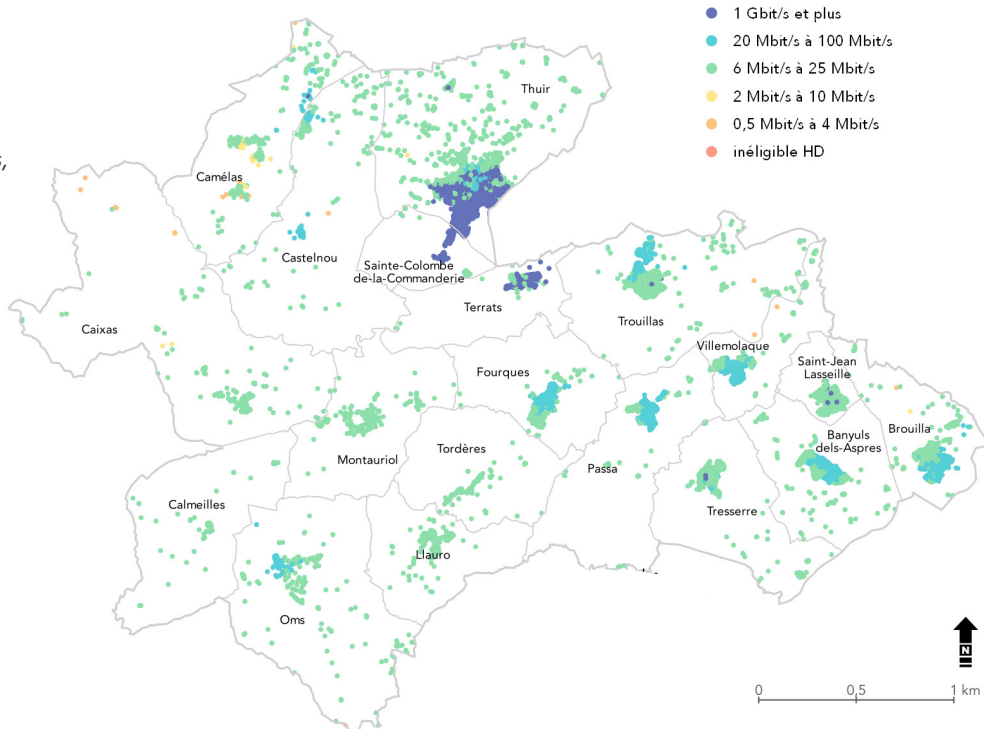 1 Gbit/s et plus
20 Mbit/s à 100 Mbit/s
6 Mbit/s à 25 Mbit/s
2 Mbit/s à 10 Mbit/s
0,5 Mbit/s à 4 Mbit/s
inéligible HD
Thuir
Camélas
Castelnou
Sainte-Colombe
de-la-Commanderie
Terrats
Trouillas
Caixas
Villemolaque
Saint-Jean
Lasseille
Fourques
Brouilla
Banyuls
dels-Aspres
Tordères
Montauriol
Passa
Calmeilles
Tresserre
Llauro
Oms
N
0 0,5 1 km